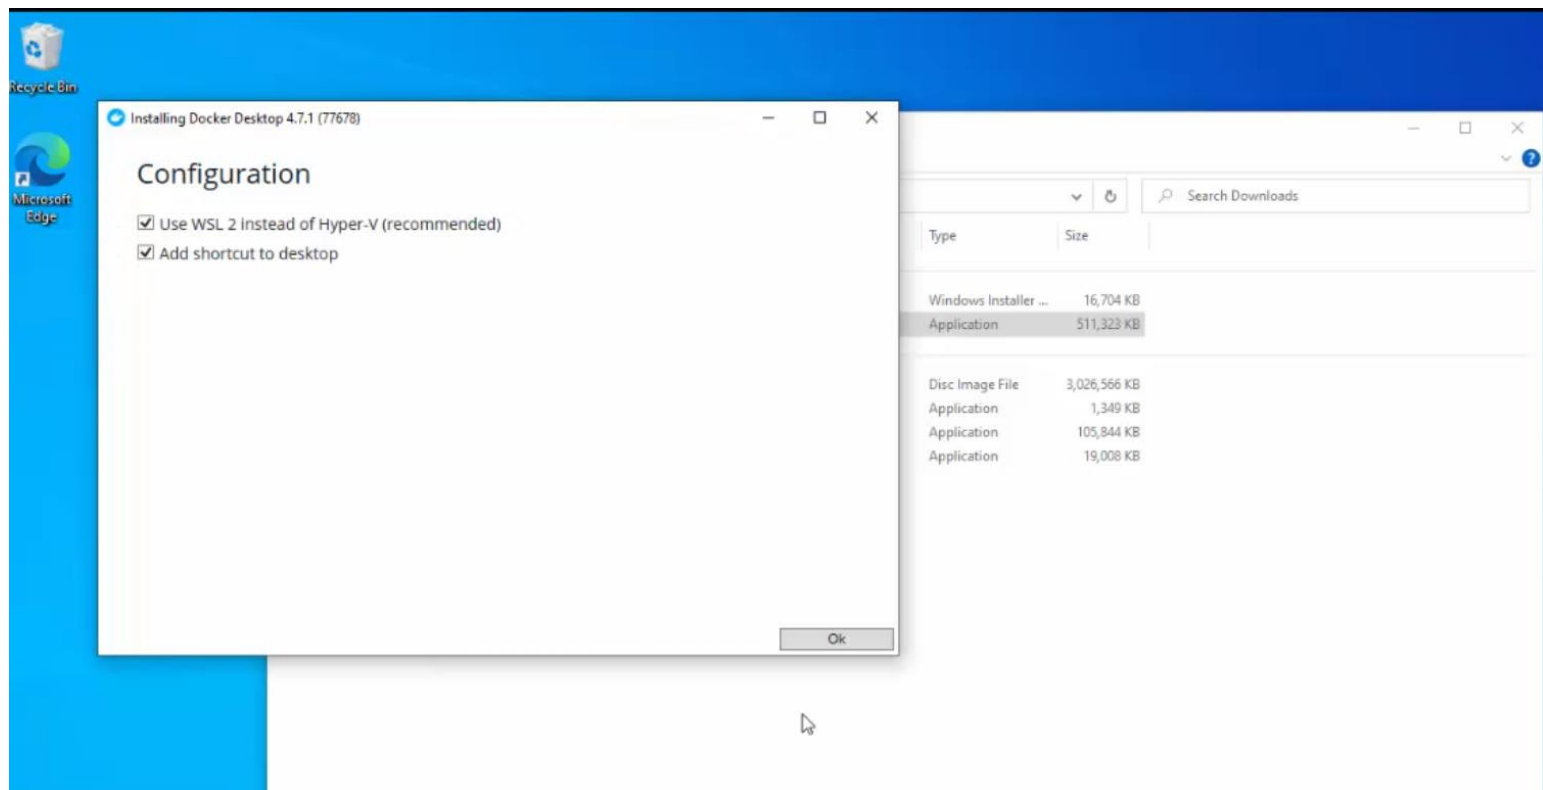 Recycle Bin
Microsoft
Edge
Installing Docker Desktop 4.7.1 (77678)
Configuration
Use WSL 2 instead of Hyper-V (recommended)
Add shortcut to desktop
Ok
Search Downloads
Type Size
Windows Installer ... 16,704 KB
Application 511,323 KB
Disc Image File 3,026,566 KB
Application 1,349 KB
Application 105,844 KB
Application 19,008 KB